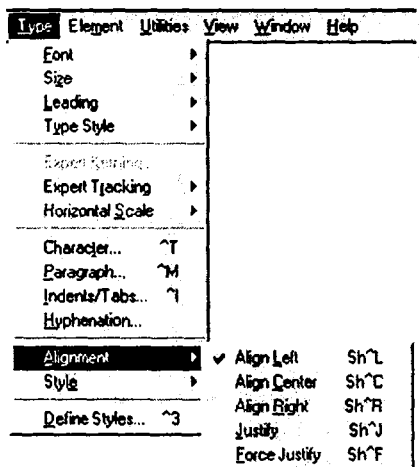 Type Element Utilities View Window Help
Font
Size
Leading
Type Style
Expert Kerning...
Expert Tracking
Horizontal Scale
Character... ^T
Paragraph... ^M
Indents/Tabs... ^I
Hyphenation...
Alignment
✓ Align Left Sh^L
Style
Align Center Sh^C
Align Right Sh^R
Define Styles... ^3
Justify Sh^J
Force Justify Sh^F